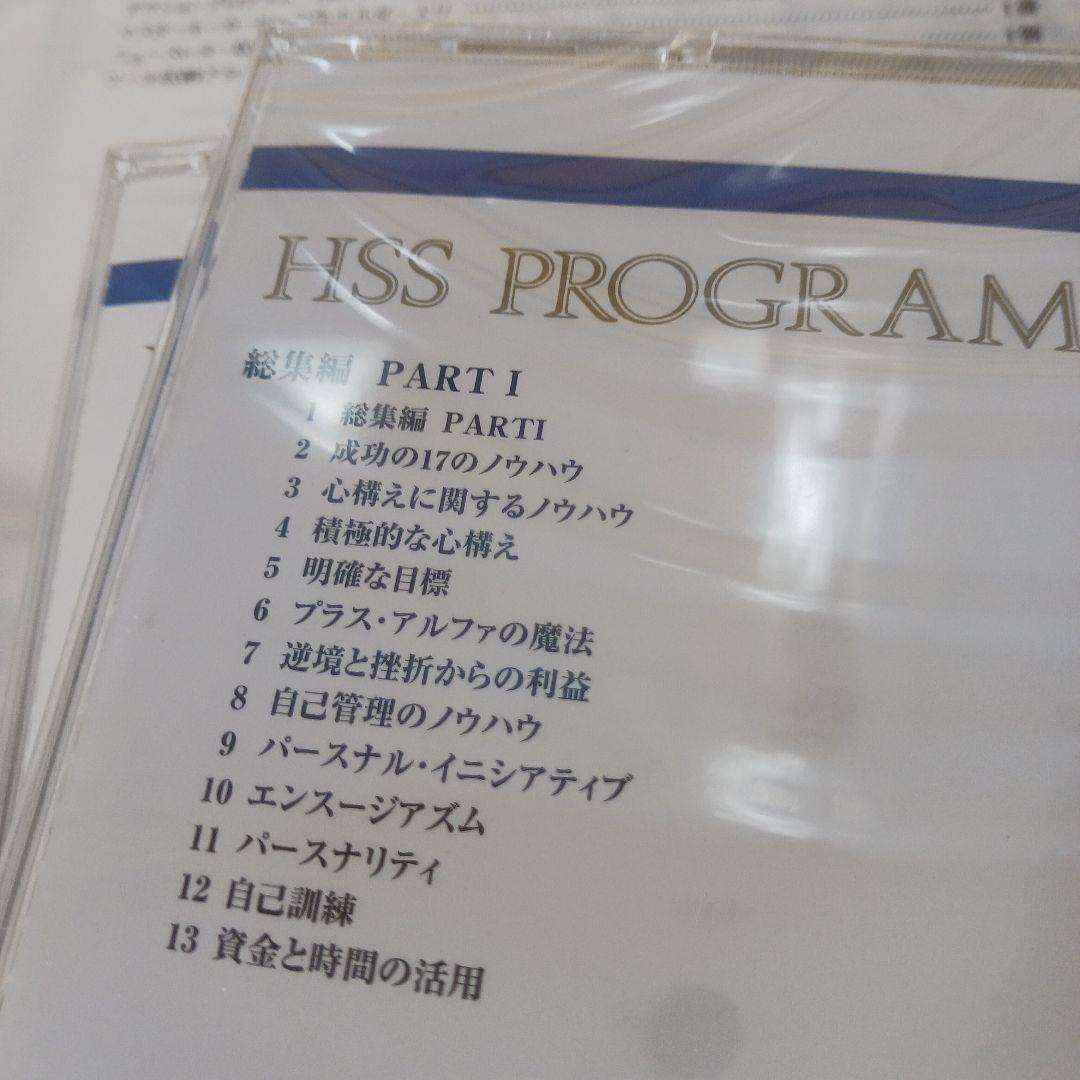 HSS PROGRAM
総集編 PART I
1 総集編 PARTI
2 成功の17のノウハウ
3 心構えに関するノウハウ
4 積極的な心構え
5 明確な目標
6 プラス・アルファの魔法
7 逆境と挫折からの利益
8 自己管理のノウハウ
9 パースナル・イニシアティブ
10 エンスージアズム
11 パースナリティ
12 自己訓練
13 資金と時間の活用